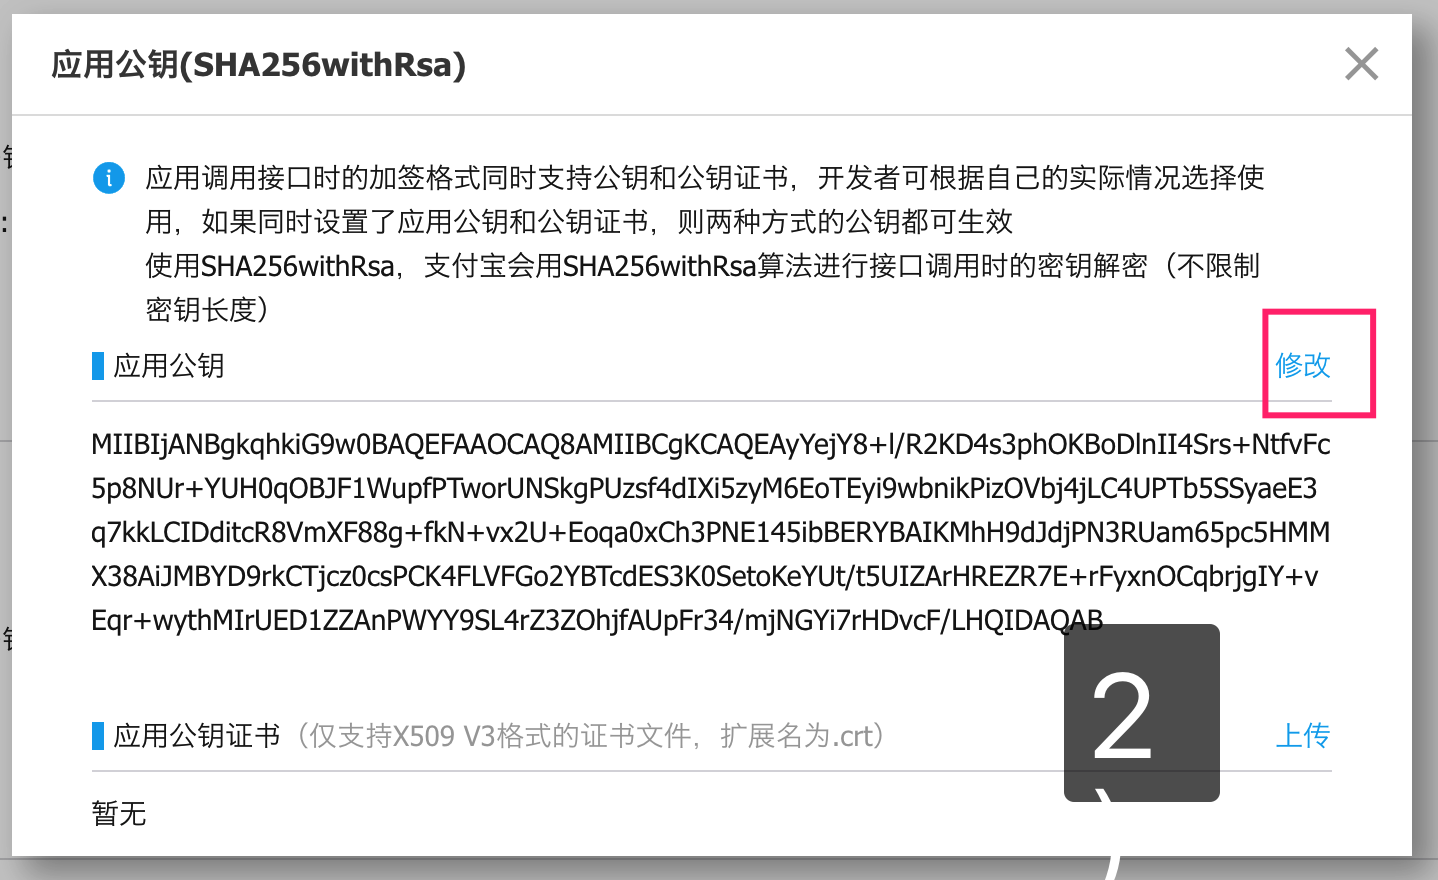 应用公钥(SHA256withRsa)
应用调用接口时的加签格式同时支持公钥和公钥证书，开发者可根据自己的实际情况选择使
用，如果同时设置了应用公钥和公钥证书，则两种方式的公钥都可生效
使用SHA256withRsa，支付宝会用SHA256withRsa算法进行接口调用时的密钥解密（不限制
密钥长度）
应用公钥
修改
MIIBIjANBgkqhkiG9w0BAQEFAAOCAQ8AMIIBCgKCAQEAyYejY8+l/R2KD4s3phOKBoDlnII4Srs+NtfvFc
5p8NUr+YUH0qOBJF1WupfPTworUNSkgPUzsf4dIXi5zyM6EoTEyi9wbnikPizOVbj4jLC4UPTb5SSyaeE3
q7kkLCIDditcR8VmXF88g+fkN+vx2U+Eoqa0xCh3PNE145ibBERYBAIKMhH9dJdjPN3RUam65pc5HMM
X38AiJMBYD9rkCTjcz0csPCK4FLVFGo2YBTcdES3K0SetoKeYUt/t5UIZArHREZR7E+rFyxnOCqbrjgIY+v
Eqr+wythMIrUED1ZZAnPWYY9SL4rZ3ZOhjfAUpFr34/mjNGYi7rHDvcF/LHQIDAQAB
2
)
应用公钥证书（仅支持X509 V3格式的证书文件，扩展名为.crt）
上传
暂无